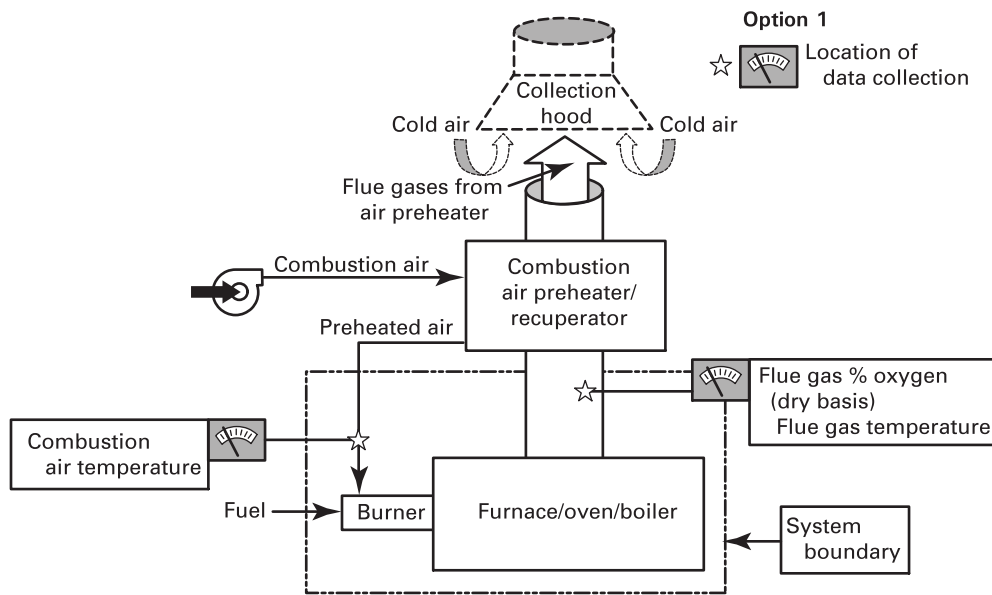 Option 1
Location of
data collection
Collection
hood
Cold air
Cold air
Flue gases from
air preheater
Combustion air
Combustion
air preheater/
recuperator
Preheated air
Flue gas % oxygen
(dry basis)
Flue gas temperature
Combustion
air temperature
Fuel
Burner
Furnace/oven/boiler
System
boundary